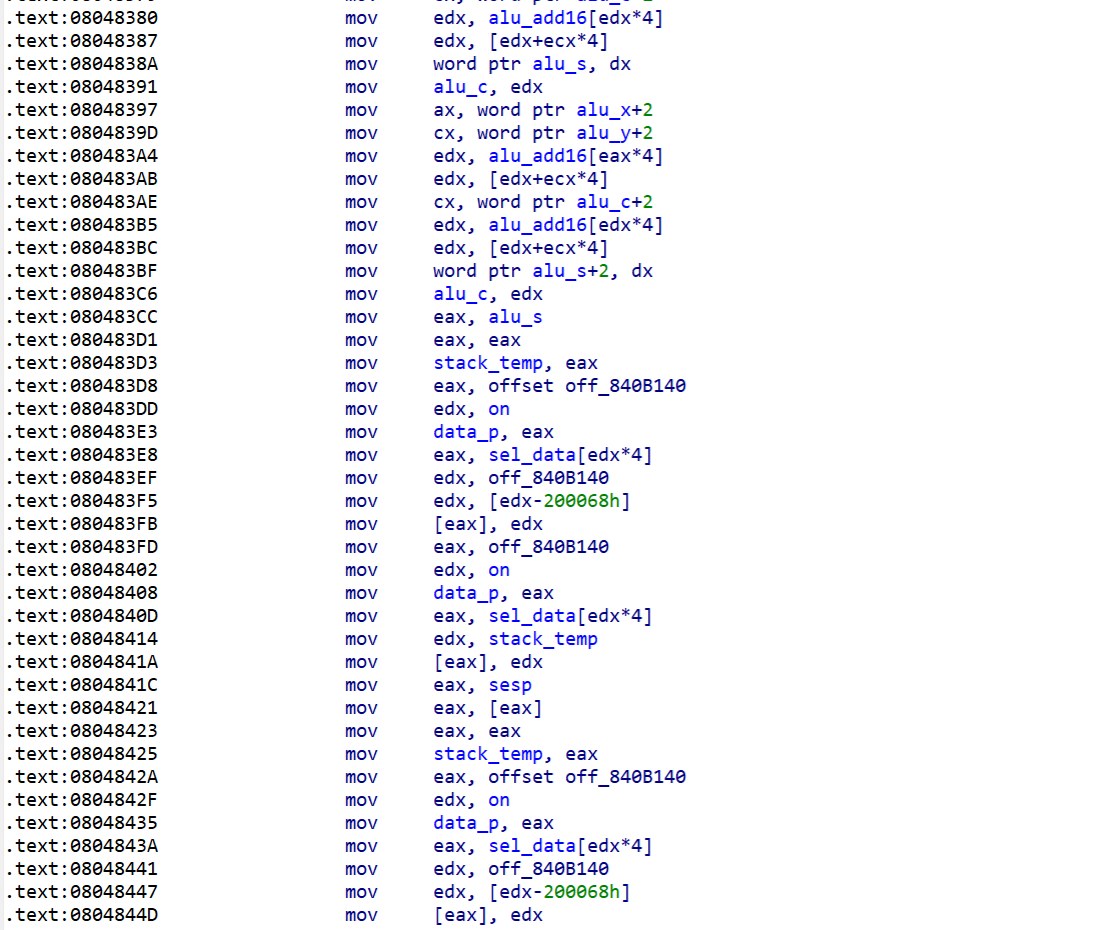 .text:08048380 mov edx, alu_add16[edx*4]
.text:08048387 mov edx, [edx+ecx*4]
.text:0804838A mov word ptr alu_s, dx
.text:08048391 mov alu_c, edx
.text:08048397 mov ax, word ptr alu_x+2
.text:0804839D mov cx, word ptr alu_y+2
.text:080483A4 mov edx, alu_add16[eax*4]
.text:080483AB mov edx, [edx+ecx*4]
.text:080483AE mov cx, word ptr alu_c+2
.text:080483B5 mov edx, alu_add16[edx*4]
.text:080483BC mov edx, [edx+ecx*4]
.text:080483BF mov word ptr alu_s+2, dx
.text:080483C6 mov alu_c, edx
.text:080483CC mov eax, alu_s
.text:080483D1 mov eax, eax
.text:080483D3 mov stack_temp, eax
.text:080483D8 mov eax, offset off_840B140
.text:080483DD mov edx, on
.text:080483E3 mov data_p, eax
.text:080483E8 mov eax, sel_data[edx*4]
.text:080483EF mov edx, off_840B140
.text:080483F5 mov edx, [edx-200068h]
.text:080483FB mov [eax], edx
.text:080483FD mov eax, off_840B140
.text:08048402 mov edx, on
.text:08048408 mov data_p, eax
.text:0804840D mov eax, sel_data[edx*4]
.text:08048414 mov edx, stack_temp
.text:0804841A mov [eax], edx
.text:0804841C mov eax, sesp
.text:08048421 mov eax, [eax]
.text:08048423 mov eax, eax
.text:08048425 mov stack_temp, eax
.text:0804842A mov eax, offset off_840B140
.text:0804842F mov edx, on
.text:08048435 mov data_p, eax
.text:0804843A mov eax, sel_data[edx*4]
.text:08048441 mov edx, off_840B140
.text:08048447 mov edx, [edx-200068h]
.text:0804844D mov [eax], edx